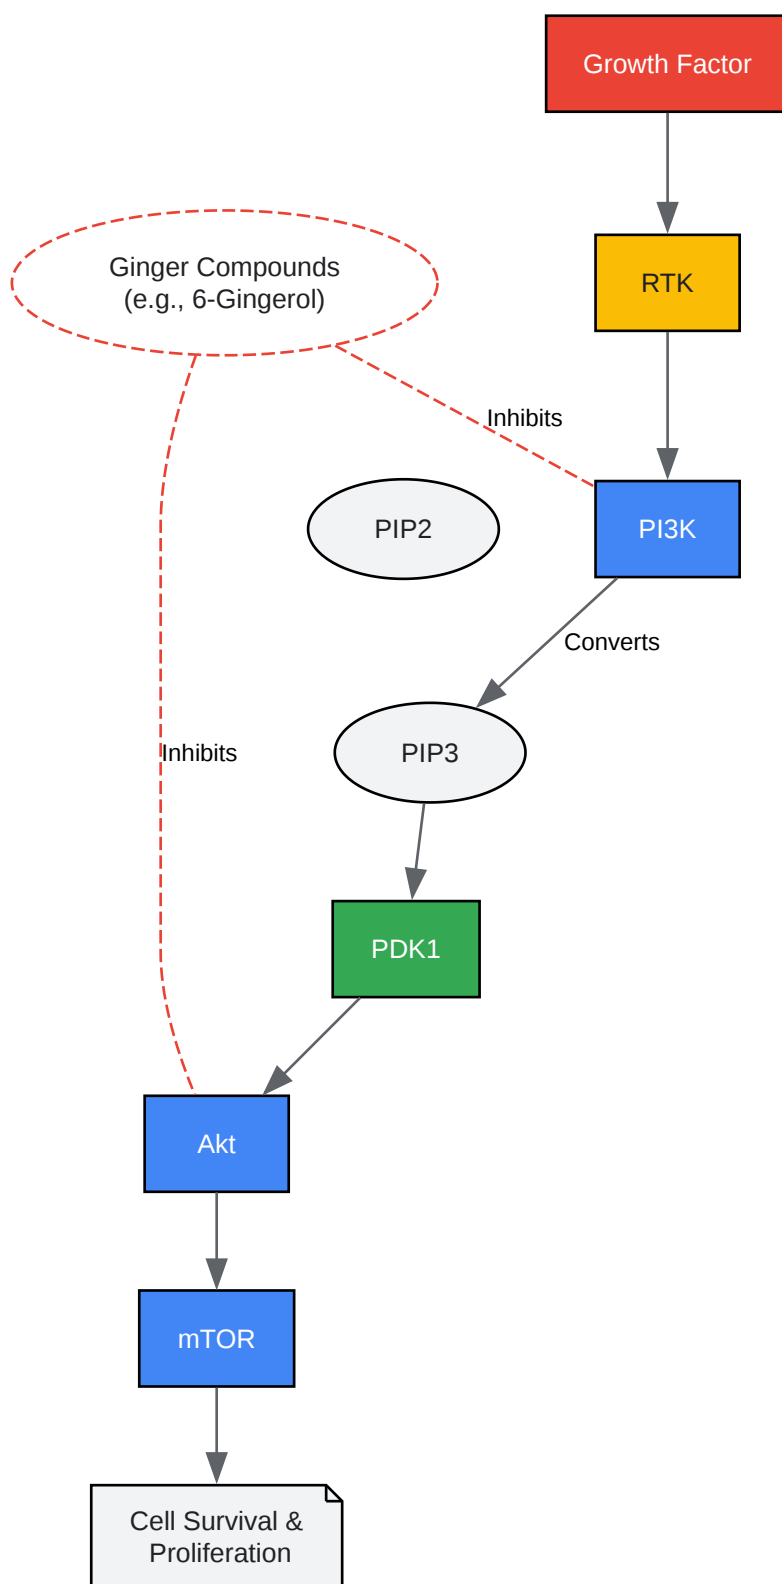 Growth Factor
Ginger Compounds
(e.g., 6-Gingerol)
RTK
Inhibits
PIP2
PI3K
Converts
Inhibits
PIP3
PDK1
Akt
mTOR
Cell Survival &
Proliferation